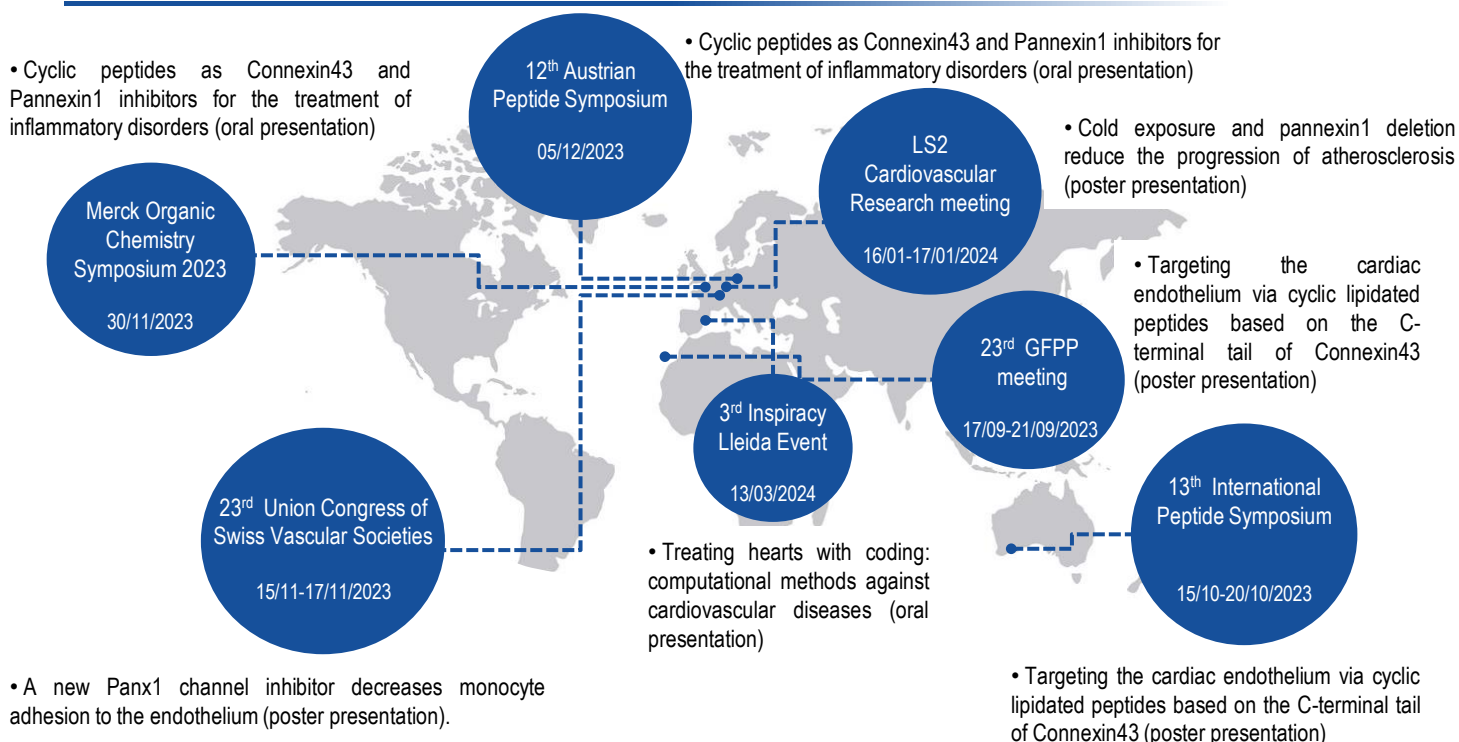 • Cyclic peptides as Connexin43 and
Pannexin1 inhibitors for the treatment of
inflammatory disorders (oral presentation)
12th Austrian
Peptide Symposium
05/12/2023
• Cyclic peptides as Connexin43 and Pannexin1 inhibitors for
the treatment of inflammatory disorders (oral presentation)
LS2
Cardiovascular
Research meeting
16/01-17/01/2024
• Cold exposure and pannexin1 deletion
reduce the progression of atherosclerosis
(poster presentation)
Merck Organic
Chemistry
Symposium 2023
30/11/2023
• Targeting the cardiac
endothelium via cyclic lipidated
peptides based on the C-
terminal tail of Connexin43
(poster presentation)
23rd GFPP
meeting
17/09-21/09/2023
3rd Inspiracy
Lleida Event
13/03/2024
23rd Union Congress of
Swiss Vascular Societies
15/11-17/11/2023
13th International
Peptide Symposium
15/10-20/10/2023
• Treating hearts with coding:
computational methods against
cardiovascular diseases (oral
presentation)
• A new Panx1 channel inhibitor decreases monocyte
adhesion to the endothelium (poster presentation).
• Targeting the cardiac endothelium via cyclic
lipidated peptides based on the C-terminal tail
of Connexin43 (poster presentation)